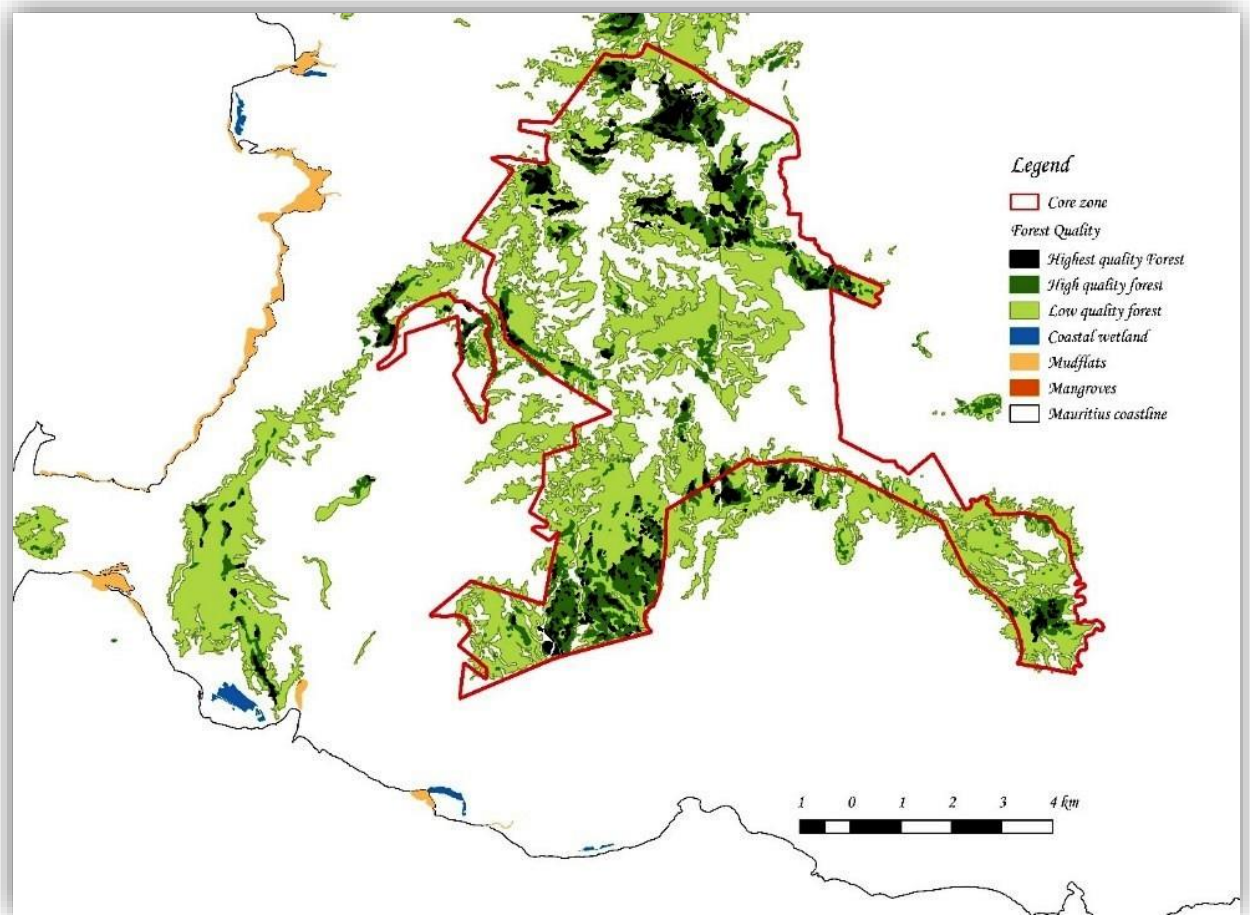 Legend
Core zone
Forest Quality
Highest quality Forest
High quality forest
Low quality forest
Coastal wetland
Mudflats
Mangroves
Mauritius coastline
1 0 1 2 3 4 km